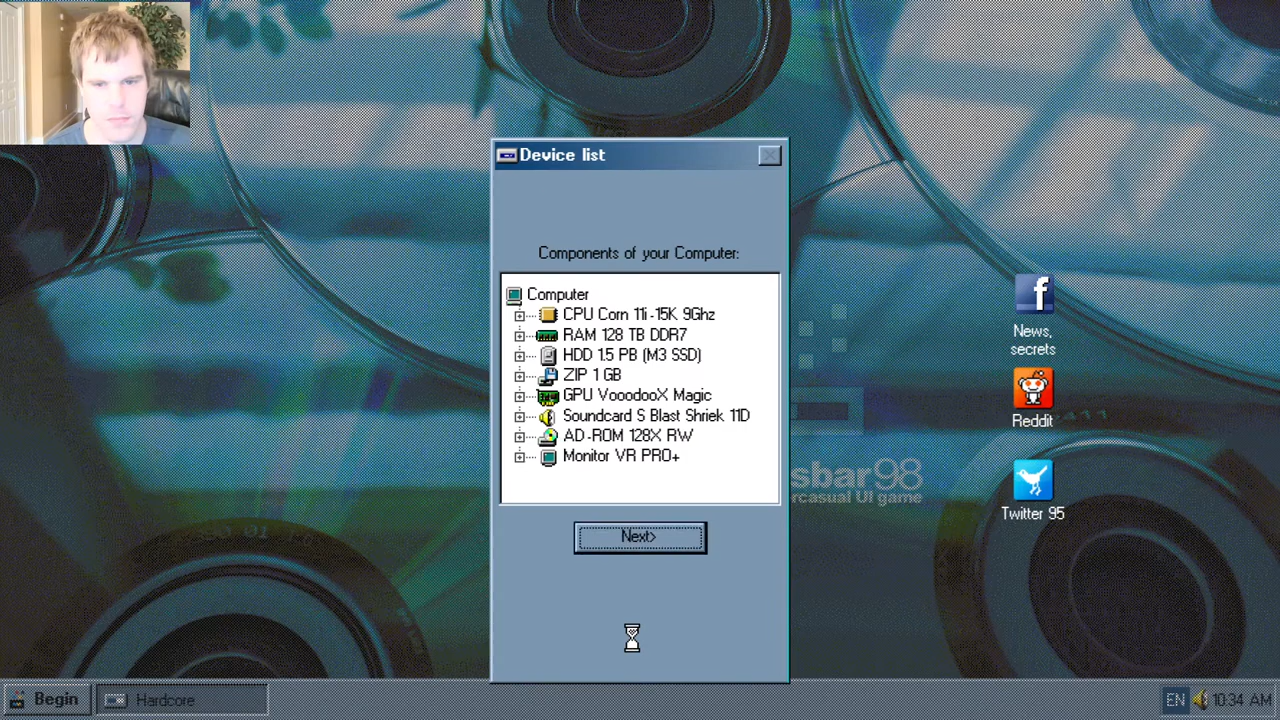 Device list
Components of your Computer:
Computer
CPU Corn 11i-15K 9Ghz
RAM 128 TB DDR7
HDD 1.5 PB (M3 SSD)
ZIP 1 GB
GPU VooodooX Magic
Soundcard S Blast Shriek 11D
AD-ROM 128X RW
Monitor VR PRO+
Next>
sbar98
rcasual UI game
f
News,
secrets
Reddit
Twitter 95
Begin
Hardcore
EN
10:34 AM